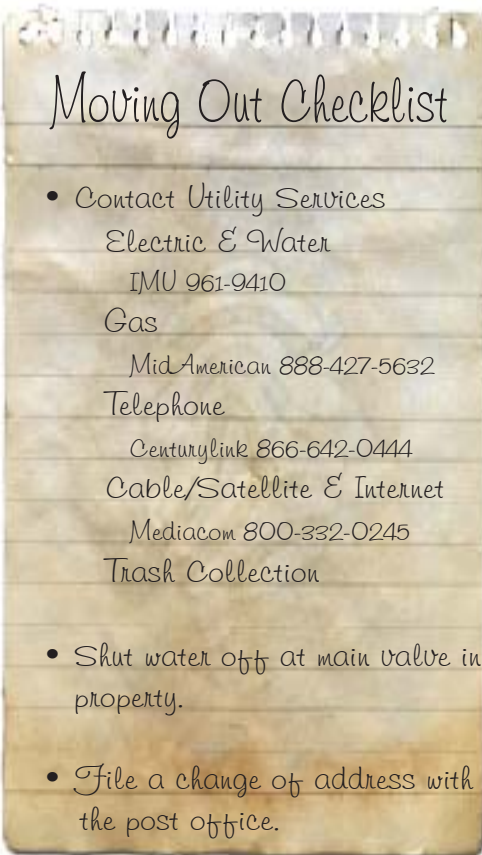 Moving Out Checklist
• Contact Utility Services
Electric & Water
IMU 961-9410
Gas
MidAmerican 888-427-5632
Telephone
Centurylink 866-642-0444
Cable/Satellite & Internet
Mediacom 800-332-0245
Trash Collection
• Shut water off at main valve in
property.
• File a change of address with
the post office.